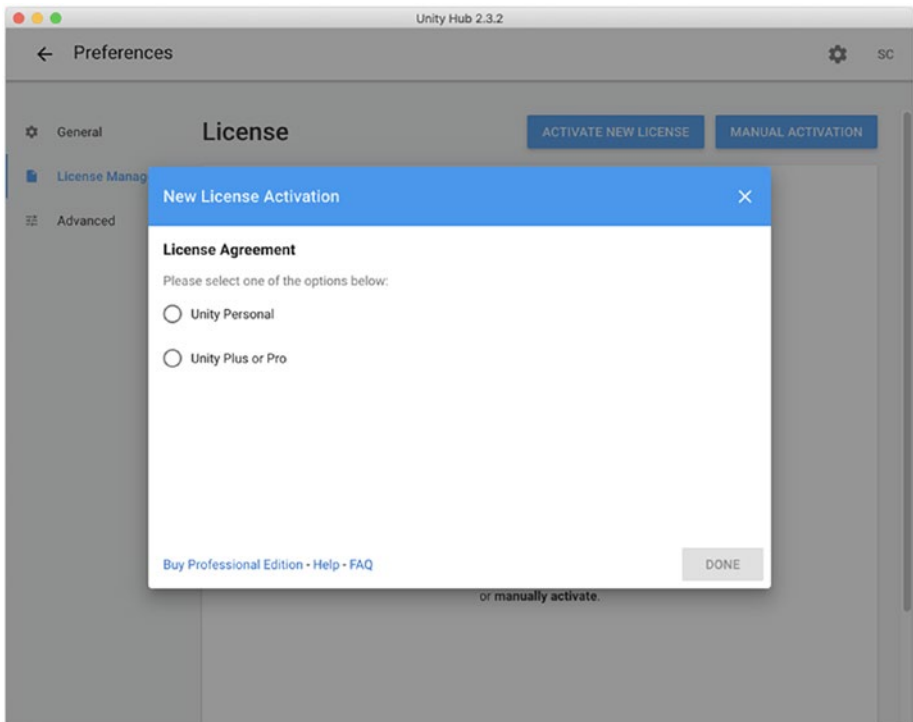 Unity Hub 2.3.2
Preferences
SC
General
License
ACTIVATE NEW LICENSE
MANUAL ACTIVATION
License Manag
New License Activation
Advanced
License Agreement
Please select one of the options below:
Unity Personal
Unity Plus or Pro
Buy Professional Edition - Help - FAQ
DONE
or manually activate.